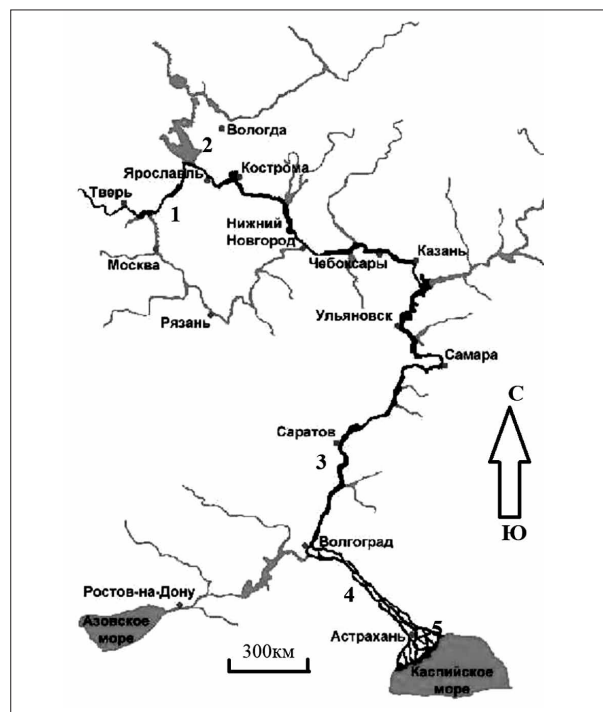 2
Вологда
Ярославль
Кострома
Тверь
1
Нижний
Новгород
Чебоксары
Казань
Москва
Рязань
Ульяновск
Самара
С
Саратов
3
Ю
Волгоград
4
Ростов-на-Дону
Азовское
море
5
Астрахань
300км
Каспийское
море